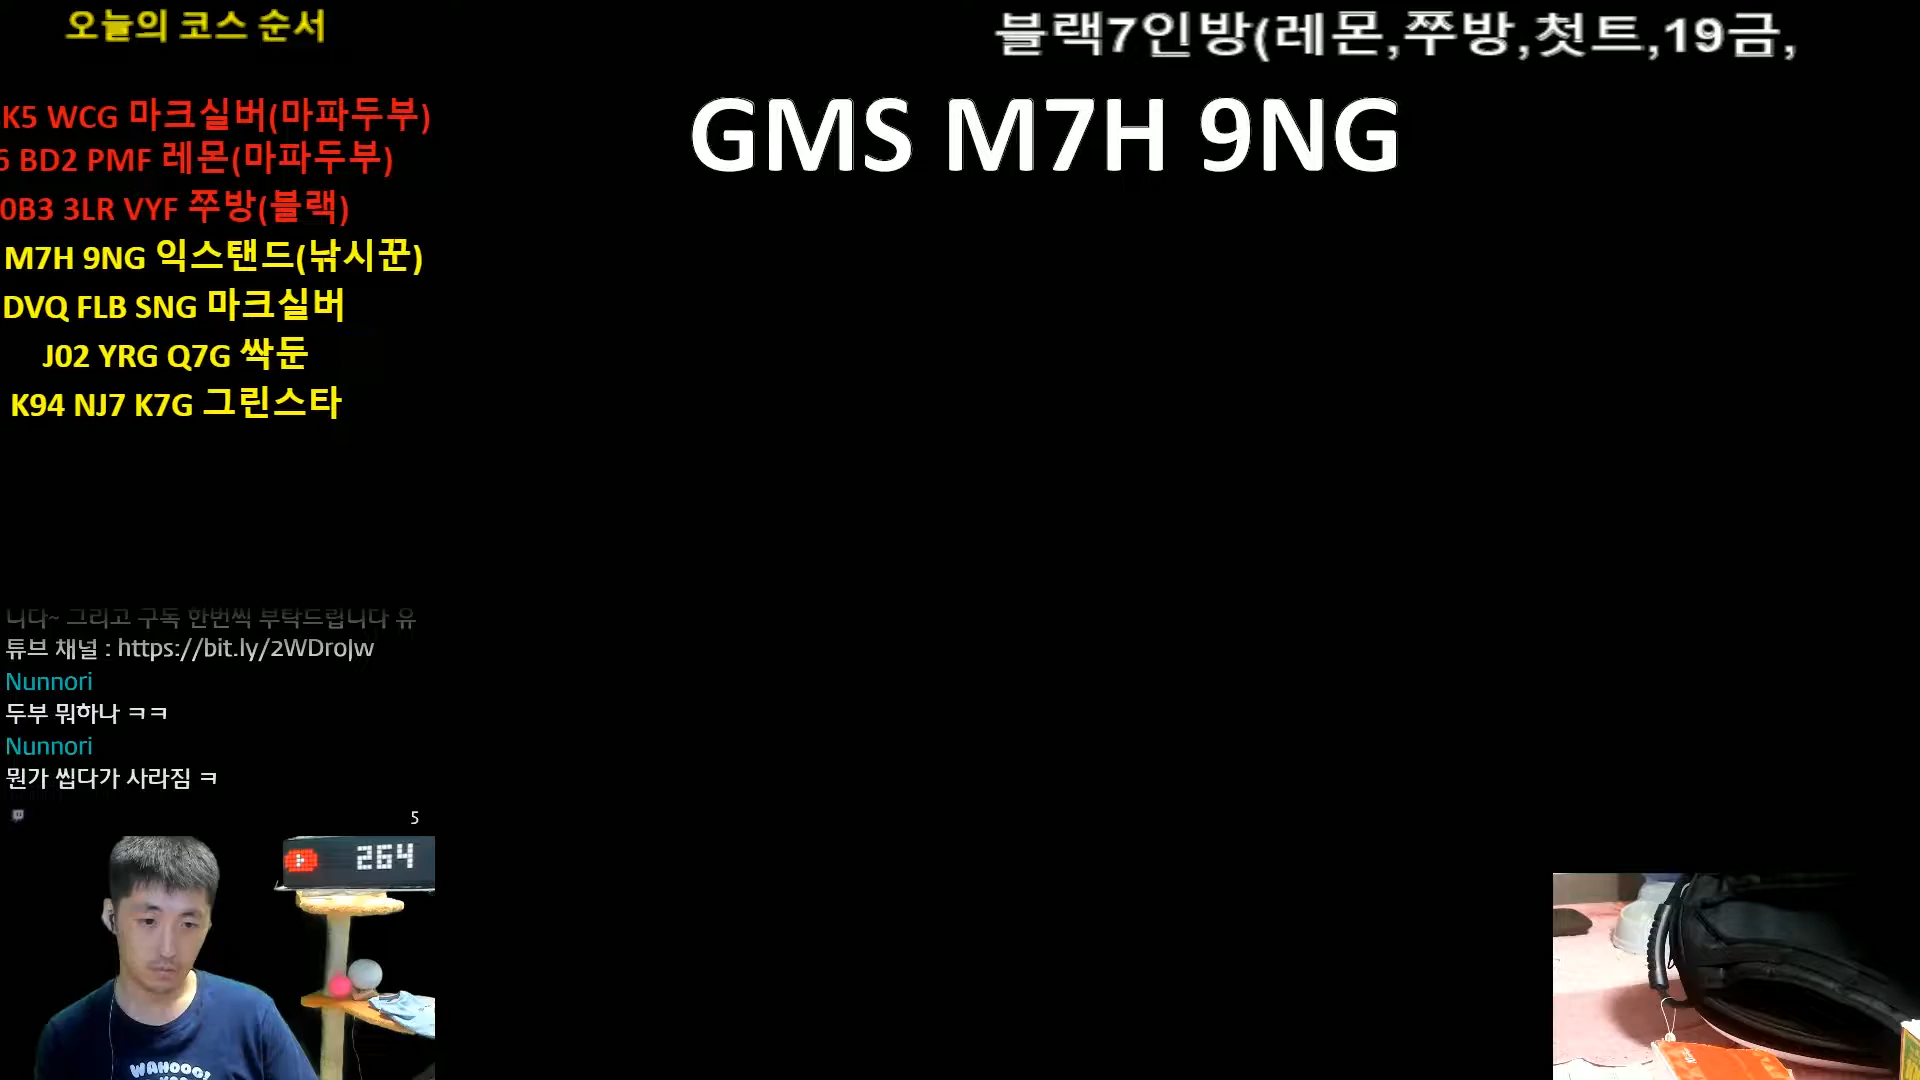 오늘의 코스 순서
블랙7인방(레몬,쭈방,첫트,19금,
GMS M7H 9NG
K5 WCG 마크실버(마파두부)
6 BD2 PMF 레몬(마파두부)
0B3 3LR VYF 쭈방(블랙)
M7H 9NG 익스탠드(낚시꾼)
DVQ FLB SNG 마크실버
J02 YRG Q7G 싹둔
K94 NJ7 K7G 그린스타
니다~ 그리고 구독 한번씩 부탁드립니다 유
튜브 채널 : https://bit.ly/2WDroJw
Nunnori
두부 뭐하나 ㅋㅋ
Nunnori
뭔가 씹다가 사라짐 ㅋ
5
264
WAHOOO!